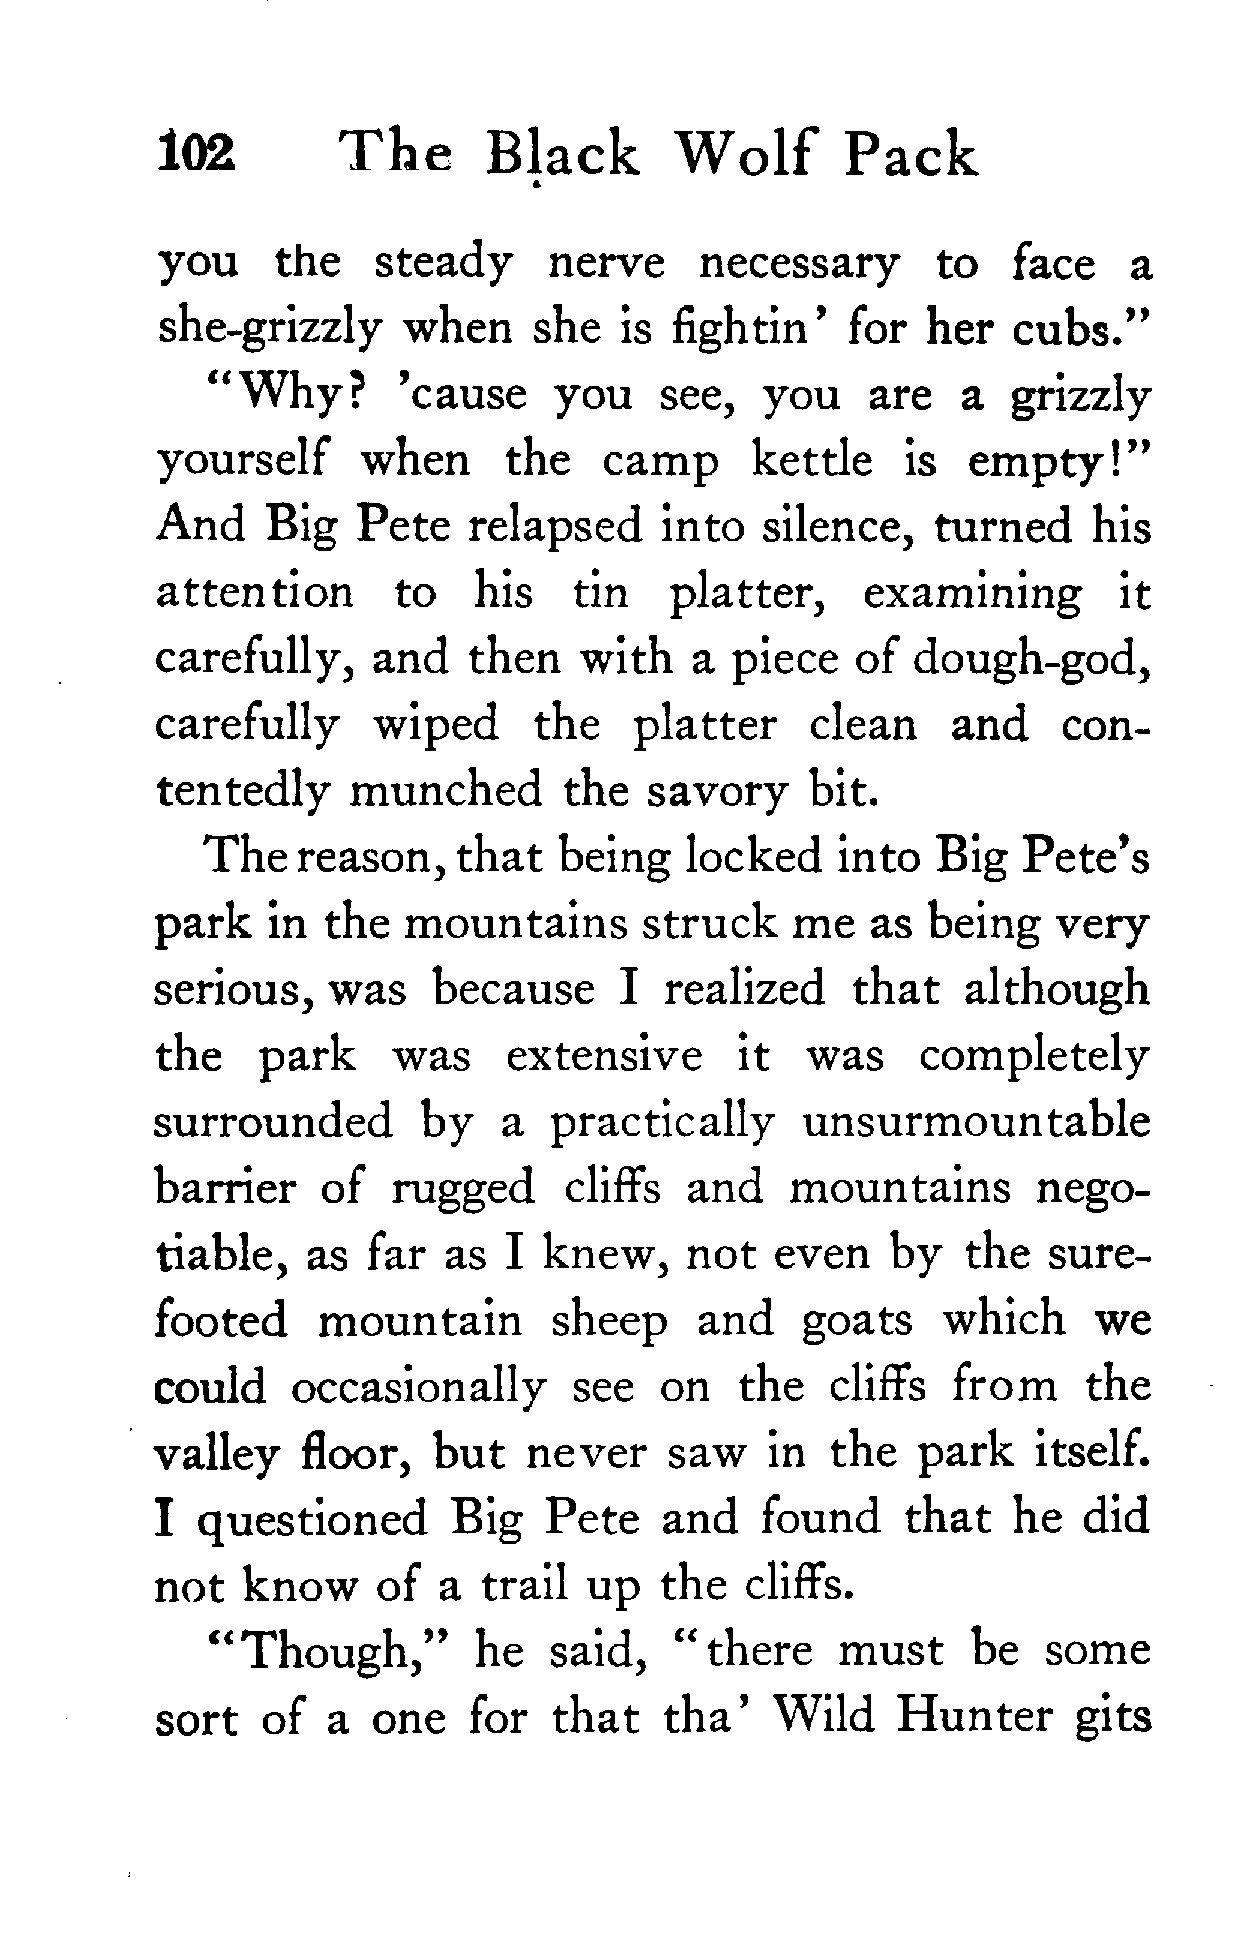 102 The Black Wolf Pack
you the steady nerve necessary to face a
she-grizzly when she is fightin' for her cubs."
"Why? 'cause you see, you are a grizzly
yourself when the camp kettle is empty!"
And Big Pete relapsed into silence, turned his
attention to his tin platter, examining it
carefully, and then with a piece of dough-god,
carefully wiped the platter clean and con-
tentedly munched the savory bit.
The reason, that being locked into Big Pete's
park in the mountains struck me as being very
serious, was because I realized that although
the park was extensive it was completely
surrounded by a practically unsurmountable
barrier of rugged cliffs and mountains nego-
tiable, as far as I knew, not even by the sure-
footed mountain sheep and goats which we
could occasionally see on the cliffs from the
valley floor, but never saw in the park itself.
I questioned Big Pete and found that he did
not know of a trail up the cliffs.
"Though," he said, "there must be some
sort of a one for that tha' Wild Hunter gits